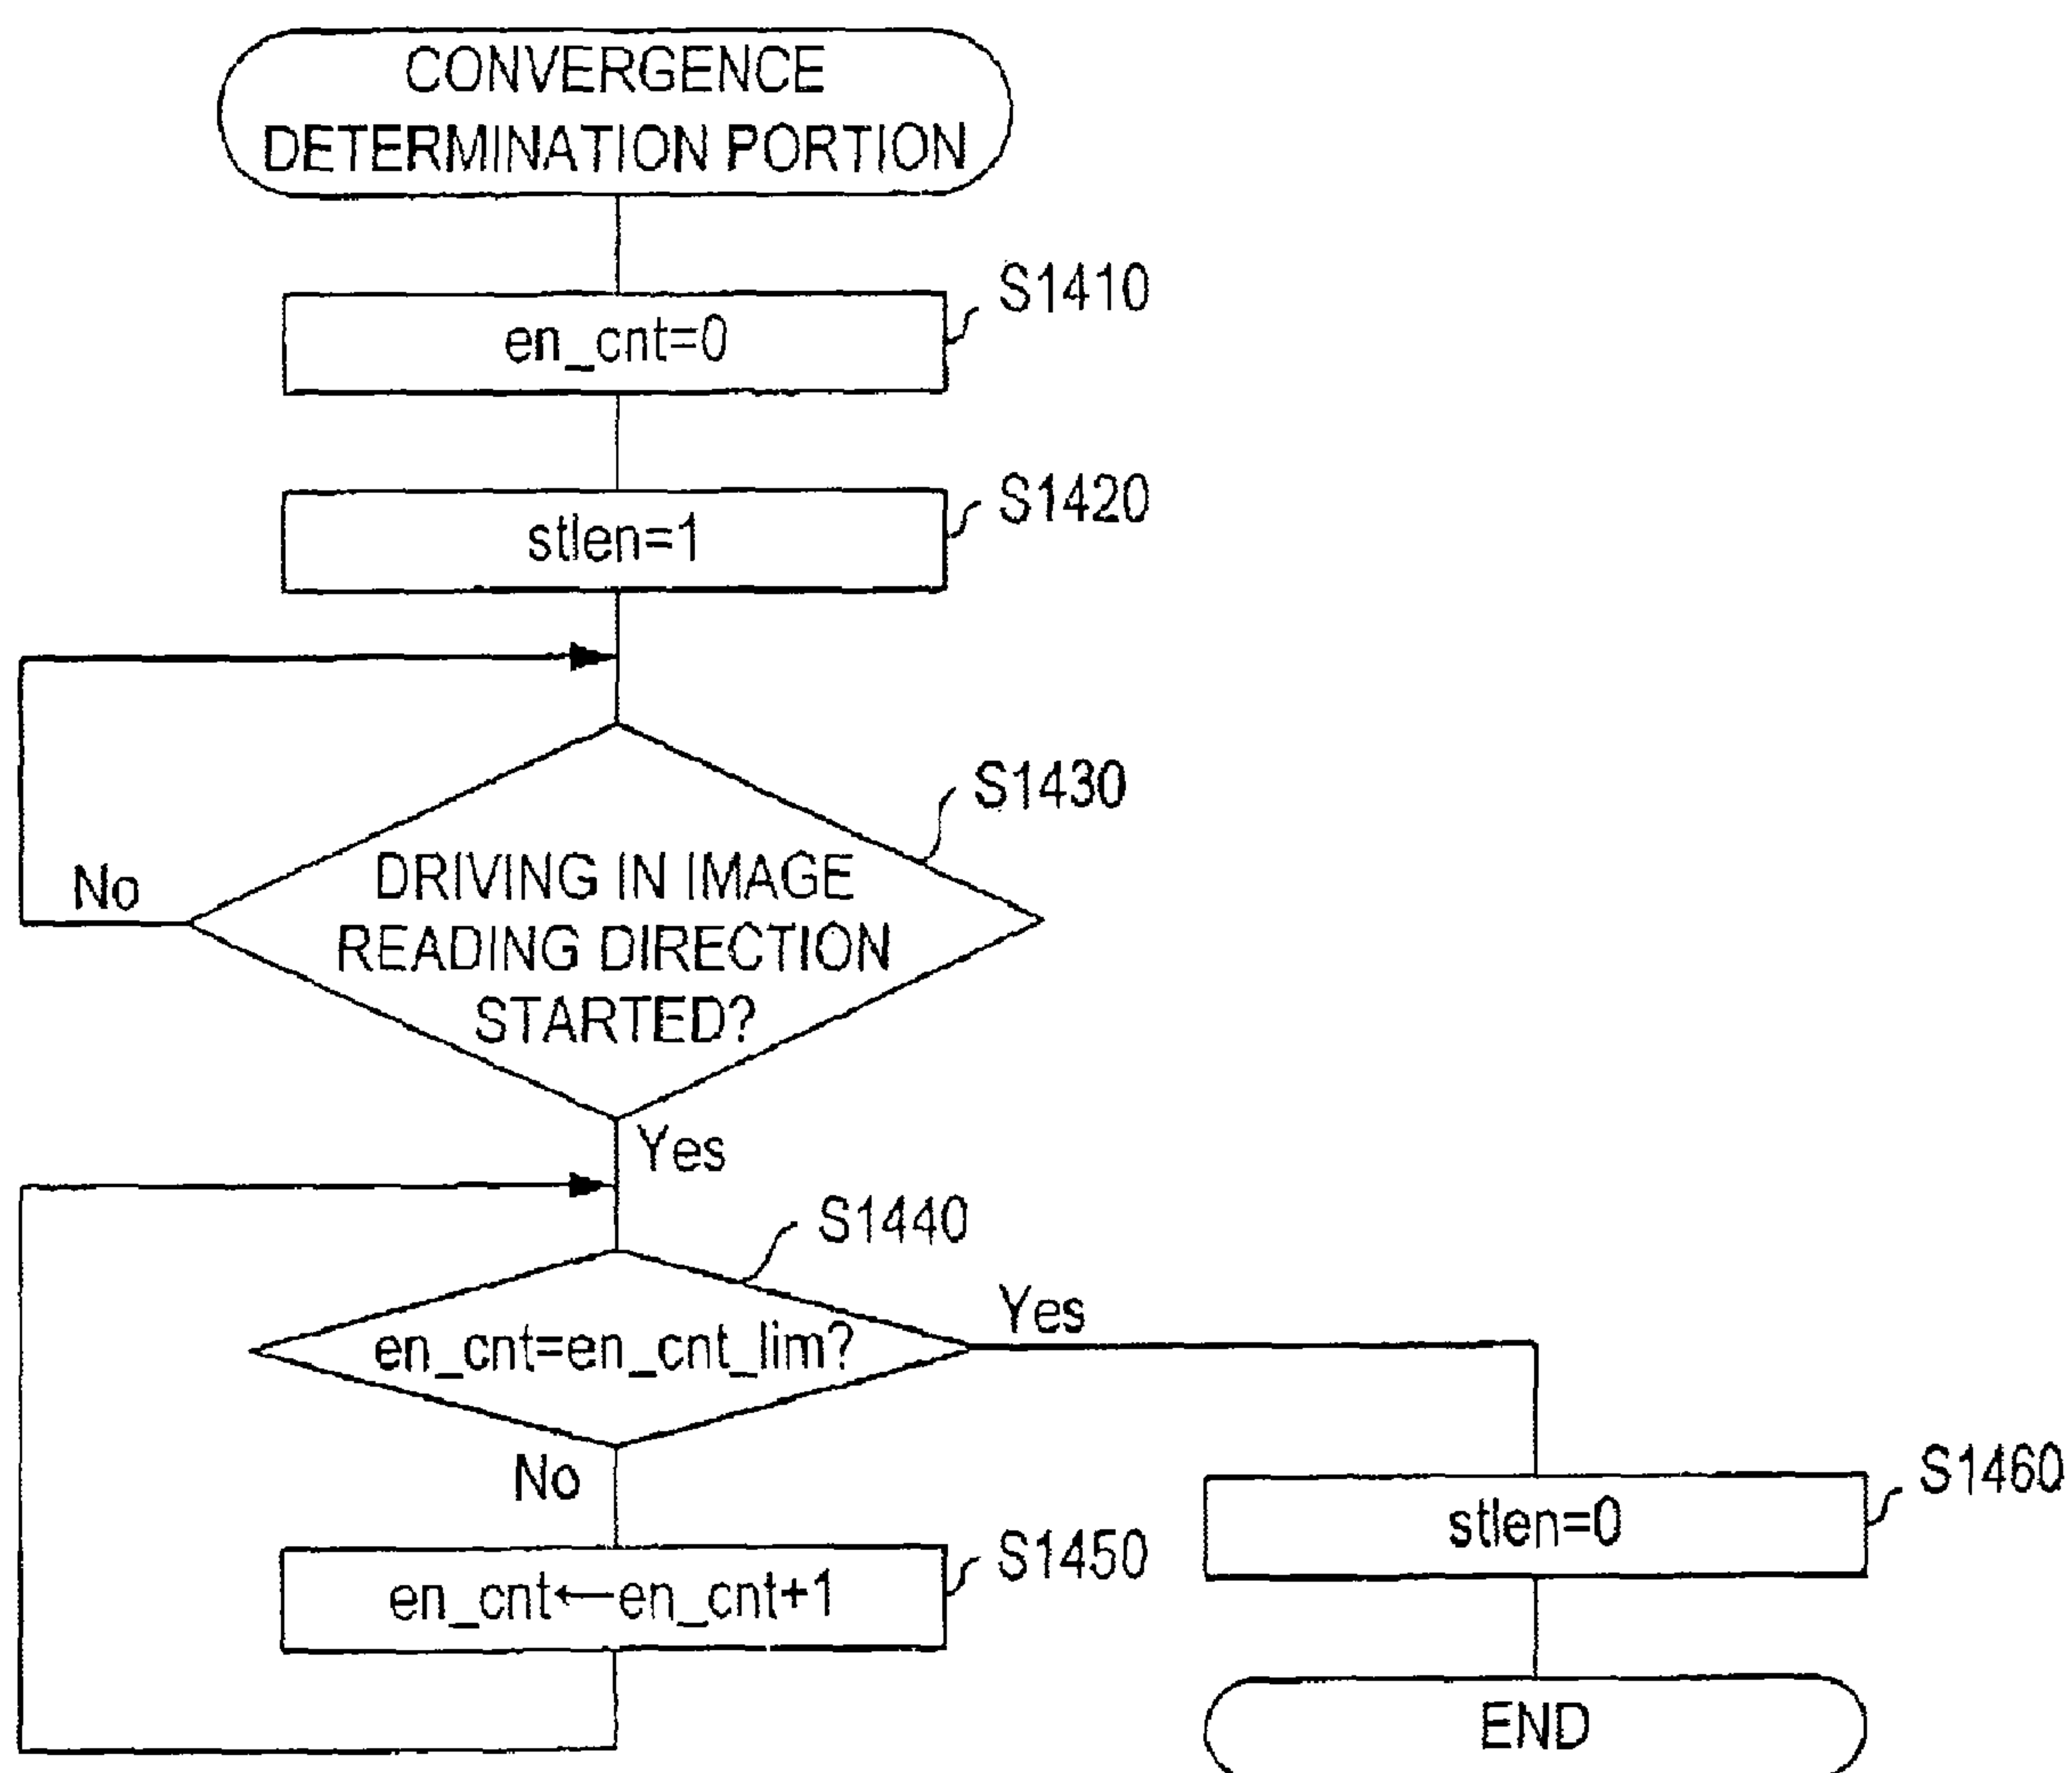 CONVERGENCE
DETERMINATION PORTION
S1410
en_cnt=0
S1420
stlen=1
S1430
DRIVING IN IMAGE
READING DIRECTION
STARTED?
No
Yes
S1440
en_cnt=en_cnt_lim?
Yes
No
S1450
en_cnt←en_cnt+1
S1460
stlen=0
END